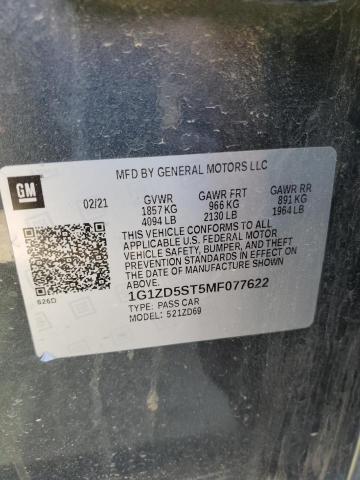 GM
MFD BY GENERAL MOTORS LLC
02/21 GVWR GAWR FRT GAWR RR
1857 KG 966 KG 891 KG
4094 LB 2130 LB 1964 LB
THIS VEHICLE CONFORMS TO ALL
APPLICABLE U.S. FEDERAL MOTOR
VEHICLE SAFETY, BUMPER, AND THEFT
PREVENTION STANDARDS IN EFFECT ON
THE DATE OF MANUFACTURE SHOWN
ABOVE.
1G1ZD5ST5MF077622
626D TYPE: PASS CAR
MODEL: 521ZD69